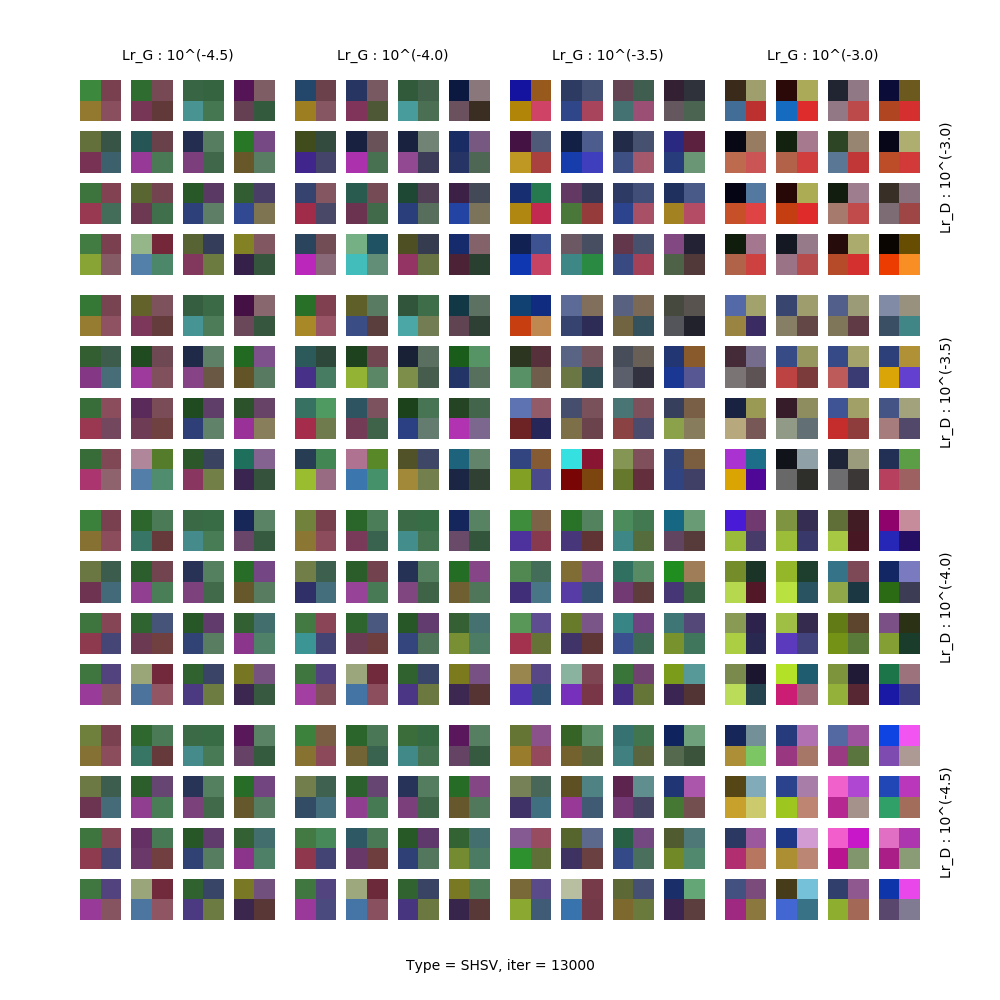 Lr_G : 10^(-4.5)
Lr_G : 10^(-4.0)
Lr_G : 10^(-3.5)
Lr_G : 10^(-3.0)
Lr_D : 10^(-3.0)
Lr_D : 10^(-3.5)
Lr_D : 10^(-4.0)
Lr_D : 10^(-4.5)
Type = SHSV, iter = 13000